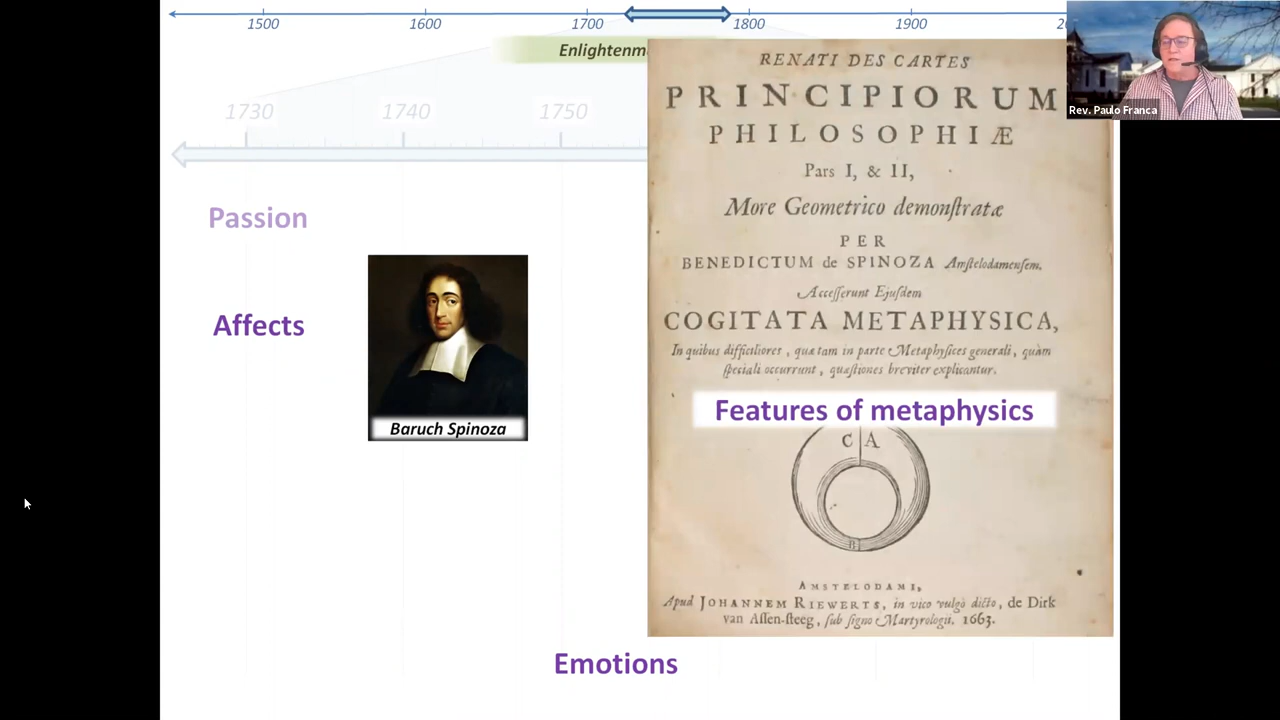 1500 1600 1700 1800 1900
Enlightenm
1730 1740 1750
Rev. Paulo Franca
Passion
Affects
Baruch Spinoza
RENATI DES CARTES
PRINCIPIORUM
PHILOSOPHIÆ
Pars I, & II,
More Geometrico demonſtratæ
PER
BENEDICTUM de SPINOZA Amſtelodamenſem.
Acceſſerunt Ejuſdem
COGITATA METAPHYSICA,
In quibus difficiliores, quæ tam in parte Metaphyſices generali, quàm
ſpeciali occurrunt, quæſtiones breviter explicantur.
Features of metaphysics
C A
B
AMSTELODAMI,
Apud JOHANNEM RIEWERTS, in vico vulgò dicto, de Dirk
van Aſſen-ſteeg, ſub ſigno Martyrologii. 1663.
Emotions